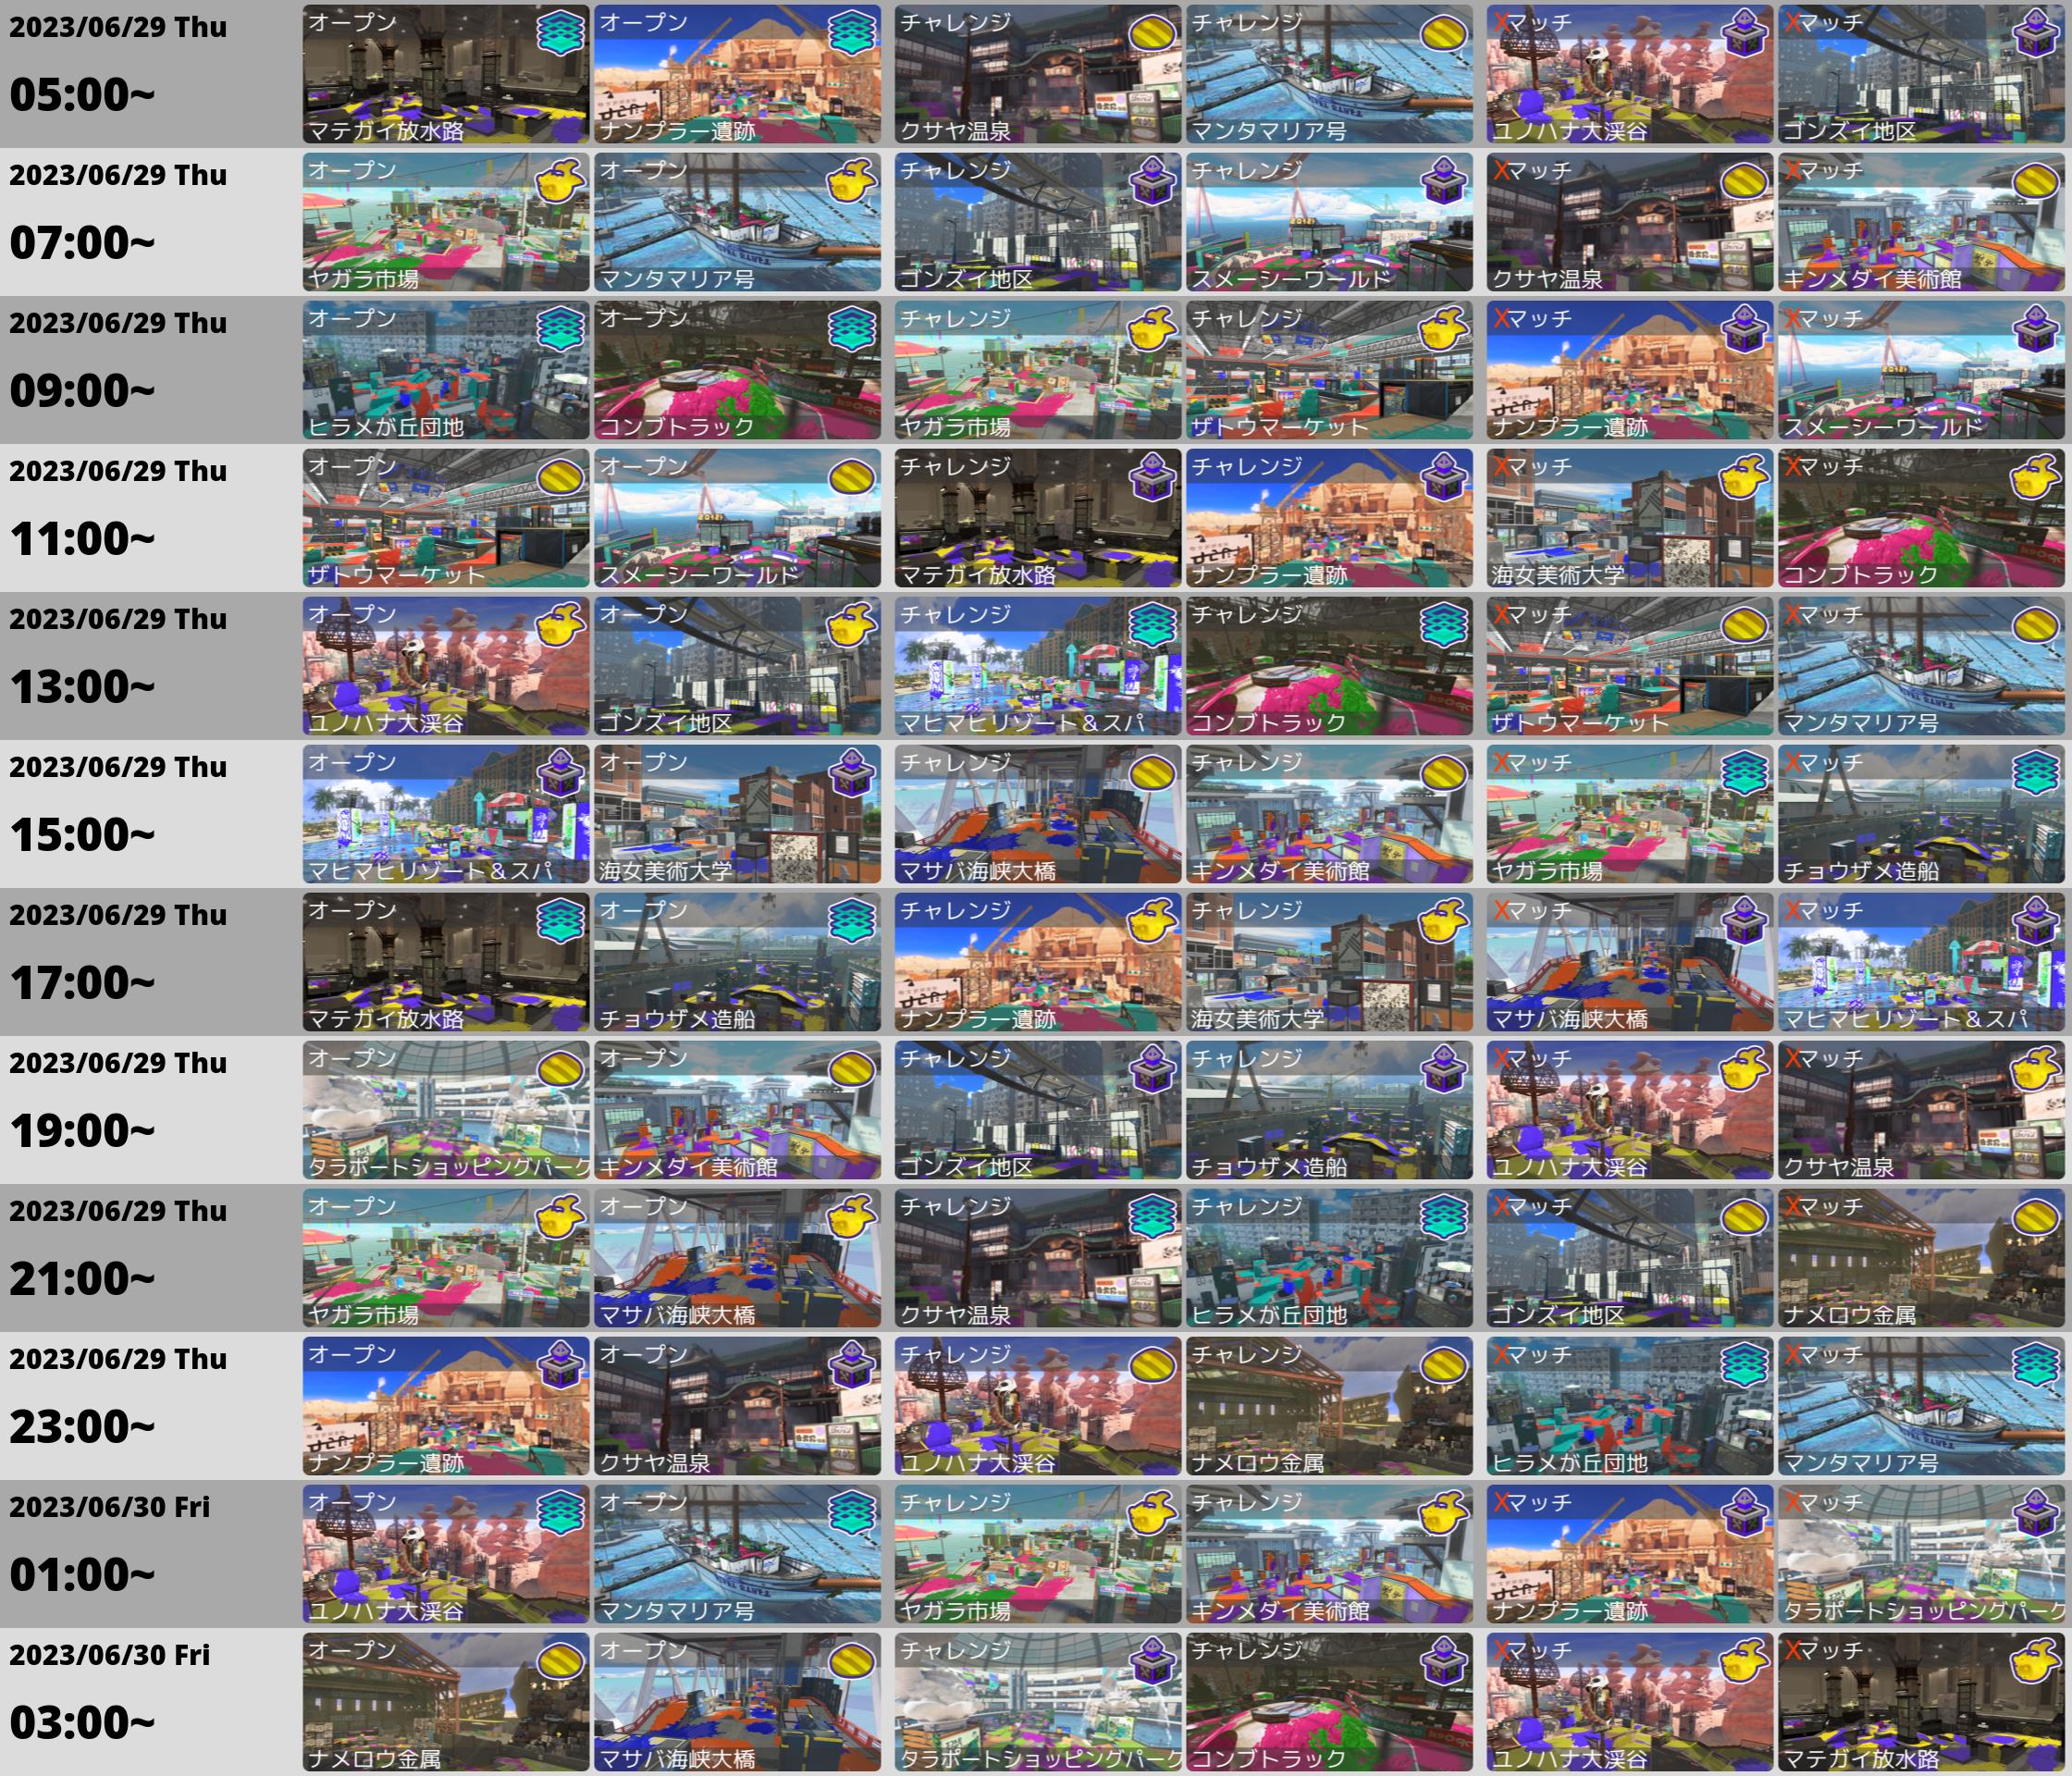 2023/06/29 Thu
05:00~
オープン オープン チャレンジ チャレンジ Xマッチ Xマッチ
マテガイ放水路 ナンプラー遺跡 クサヤ温泉 マンタマリア号 ユノハナ大渓谷 ゴンズイ地区
2023/06/29 Thu
07:00~
オープン オープン チャレンジ チャレンジ Xマッチ Xマッチ
ヤガラ市場 マンタマリア号 ゴンズイ地区 スメーシーワールド クサヤ温泉 キンメダイ美術館
2023/06/29 Thu
09:00~
オープン オープン チャレンジ チャレンジ Xマッチ Xマッチ
ヒラメが丘団地 コンブトラック ヤガラ市場 ザトウマーケット ナンプラー遺跡 スメーシーワールド
2023/06/29 Thu
11:00~
オープン オープン チャレンジ チャレンジ Xマッチ Xマッチ
ザトウマーケット スメーシーワールド マテガイ放水路 ナンプラー遺跡 海女美術大学 コンブトラック
2023/06/29 Thu
13:00~
オープン オープン チャレンジ チャレンジ Xマッチ Xマッチ
ユノハナ大渓谷 ゴンズイ地区 マヒマヒリゾート＆スパ コンブトラック ザトウマーケット マンタマリア号
2023/06/29 Thu
15:00~
オープン オープン チャレンジ チャレンジ Xマッチ Xマッチ
マヒマヒリゾート＆スパ 海女美術大学 マサバ海峡大橋 キンメダイ美術館 ヤガラ市場 チョウザメ造船
2023/06/29 Thu
17:00~
オープン オープン チャレンジ チャレンジ Xマッチ Xマッチ
マテガイ放水路 チョウザメ造船 ナンプラー遺跡 海女美術大学 マサバ海峡大橋 マヒマヒリゾート＆スパ
2023/06/29 Thu
19:00~
オープン オープン チャレンジ チャレンジ Xマッチ Xマッチ
タラポートショッピングパーク キンメダイ美術館 ゴンズイ地区 チョウザメ造船 ユノハナ大渓谷 クサヤ温泉
2023/06/29 Thu
21:00~
オープン オープン チャレンジ チャレンジ Xマッチ Xマッチ
ヤガラ市場 マサバ海峡大橋 クサヤ温泉 ヒラメが丘団地 ゴンズイ地区 ナメロウ金属
2023/06/29 Thu
23:00~
オープン オープン チャレンジ チャレンジ Xマッチ Xマッチ
ナンプラー遺跡 クサヤ温泉 ユノハナ大渓谷 ナメロウ金属 ヒラメが丘団地 マンタマリア号
2023/06/30 Fri
01:00~
オープン オープン チャレンジ チャレンジ Xマッチ Xマッチ
ユノハナ大渓谷 マンタマリア号 ヤガラ市場 キンメダイ美術館 ナンプラー遺跡 タラポートショッピングパーク
2023/06/30 Fri
03:00~
オープン オープン チャレンジ チャレンジ Xマッチ Xマッチ
ナメロウ金属 マサバ海峡大橋 タラポートショッピングパーク コンブトラック ユノハナ大渓谷 マテガイ放水路